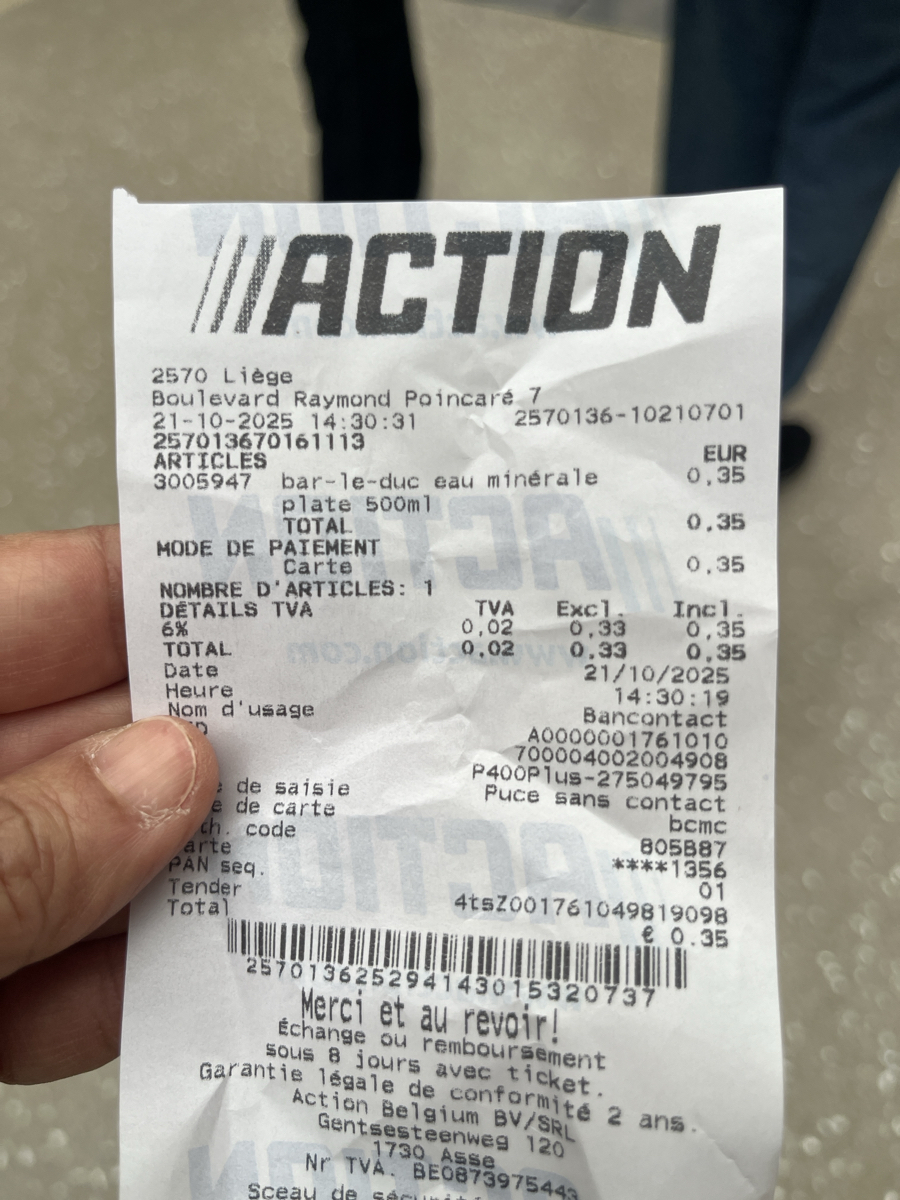 ACTION
2570 Liège
Boulevard Raymond Poincaré 7
21-10-2025 14:30:31 2570136-10210701
257013670161113
ARTICLES EUR
3005947 bar-le-duc eau minérale 0,35
plate 500ml
TOTAL 0,35
MODE DE PAIEMENT
Carte 0,35
NOMBRE D'ARTICLES: 1
DÉTAILS TVA TVA Excl. Incl.
6% 0,02 0,33 0,35
TOTAL 0,02 0,33 0,35
Date 21/10/2025
Heure 14:30:19
Nom d'usage Bancontact
A0000001761010
700004002004908
P400Plus-275049795
de saisie Puce sans contact
de carte bcmc
code 805B87
****1356
PAN seq. 01
Tender 4tsZ001761049819098
Total € 0.35
257013625294143015320737
Merci et au revoir!
Échange ou remboursement
sous 8 jours avec ticket.
Garantie légale de conformité 2 ans.
Action Belgium BV/SRL
Gentsesteenweg 120
1730 Asse
Nr TVA. BE0873975443
Sceau de